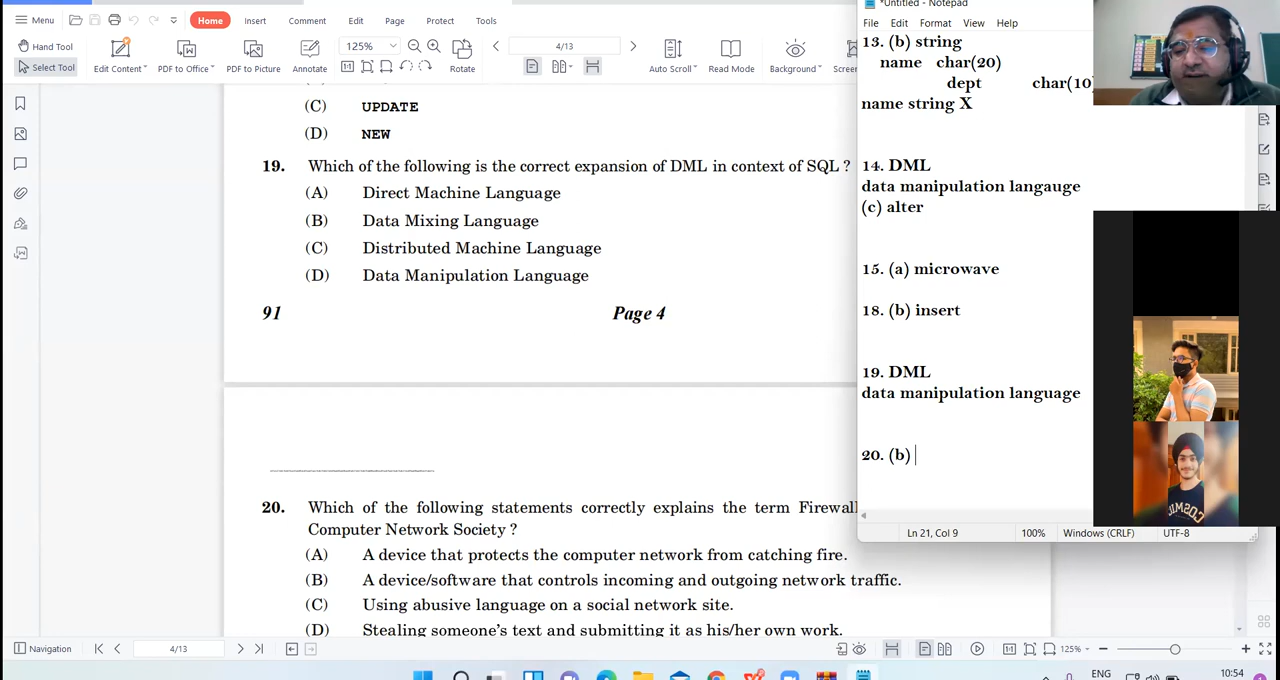 Menu
Home
Insert
Comment
Edit
Page
Protect
Tools
Hand Tool
Select Tool
Edit Content
PDF to Office
PDF to Picture
Annotate
125%
Rotate
4/13
Auto Scroll
Read Mode
Background
(C) UPDATE
(D) NEW
19. Which of the following is the correct expansion of DML in context of SQL ?
(A) Direct Machine Language
(B) Data Mixing Language
(C) Distributed Machine Language
(D) Data Manipulation Language
91 Page 4
20. Which of the following statements correctly explains the term
Computer Network Society ?
(A) A device that protects the computer network from catching fire.
(B) A device/software that controls incoming and outgoing network traffic.
(C) Using abusive language on a social network site.
(D) Stealing someone's text and submitting it as his/her own work.
*Untitled - Notepad
File Edit Format View Help
13. (b) string
name char(20)
dept char(10
name string X
14. DML
data manipulation langauge
(c) alter
15. (a) microwave
18. (b) insert
19. DML
data manipulation language
20. (b)
Ln 21, Col 9 100% Windows (CRLF) UTF-8
Navigation
4/13
125%
ENG
10:54